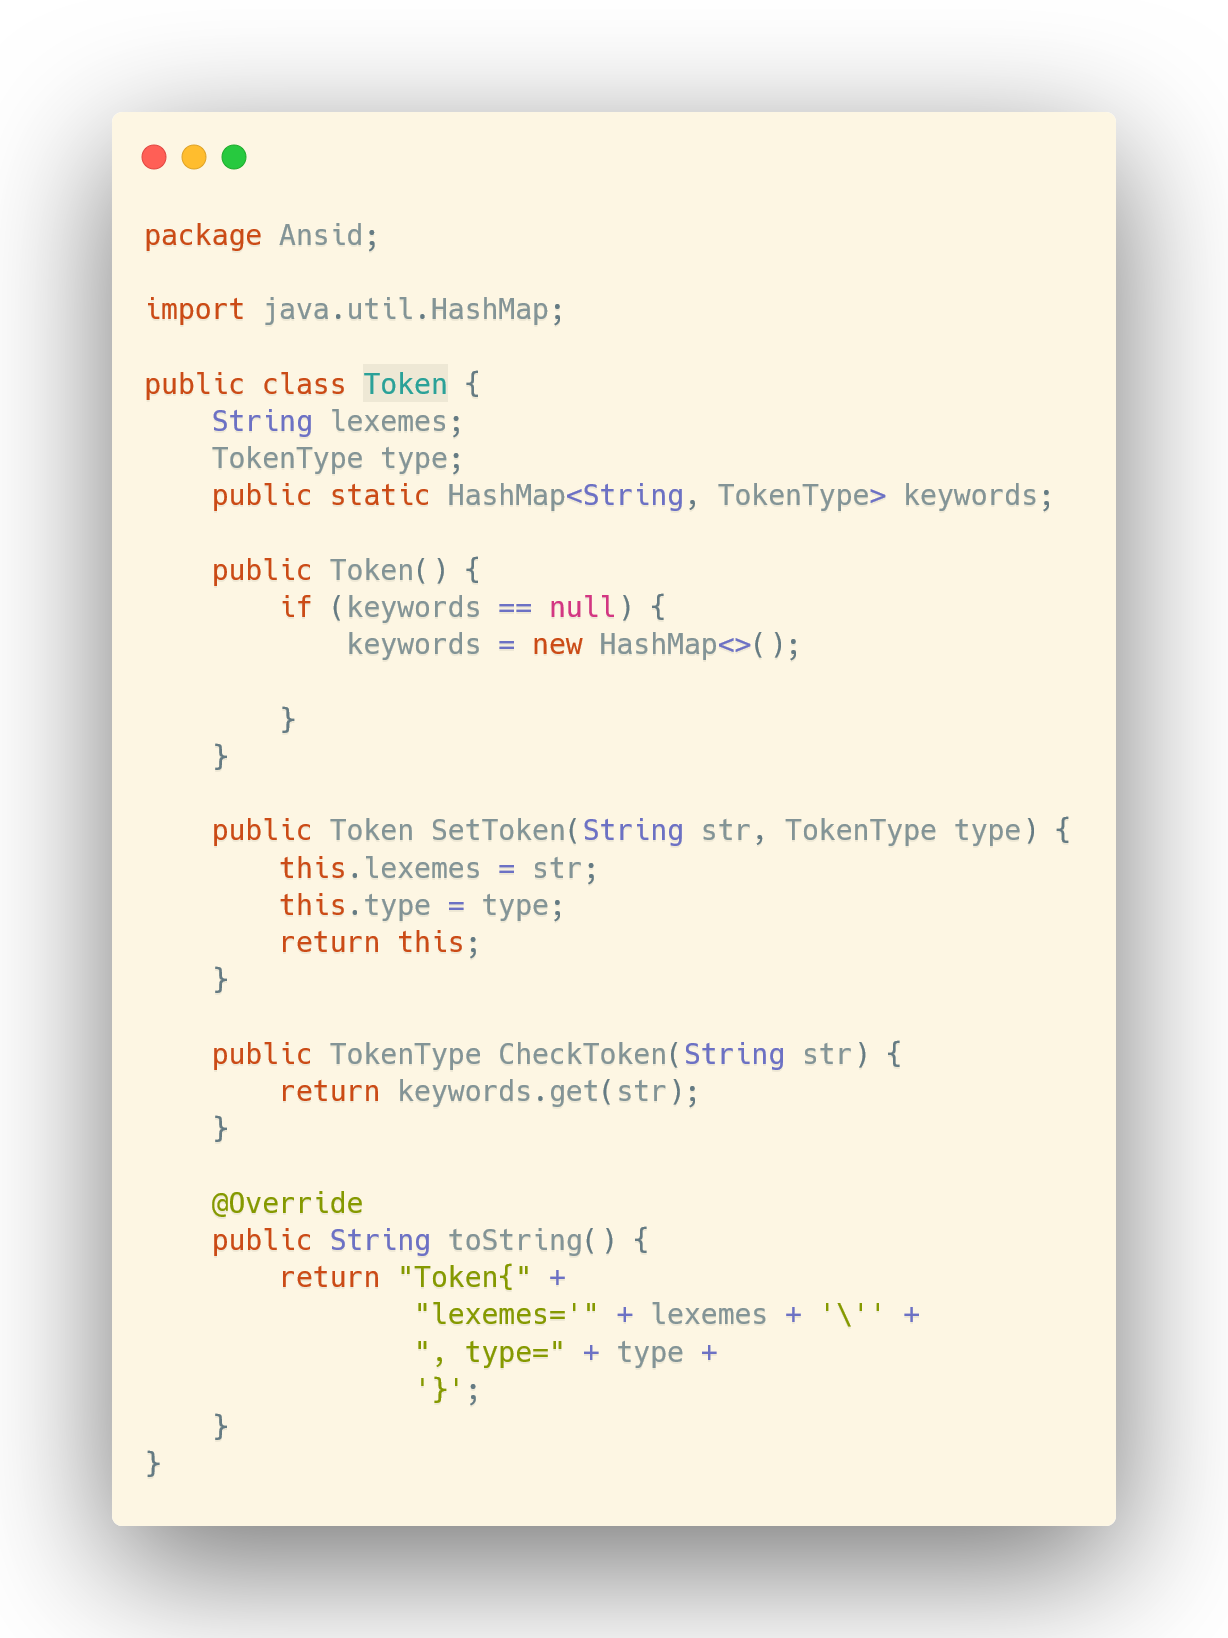 package Ansid;

import java.util.HashMap;

public class Token {
    String lexemes;
    TokenType type;
    public static HashMap<String, TokenType> keywords;

    public Token() {
        if (keywords == null) {
            keywords = new HashMap<>();

        }
    }

    public Token SetToken(String str, TokenType type) {
        this.lexemes = str;
        this.type = type;
        return this;
    }

    public TokenType CheckToken(String str) {
        return keywords.get(str);
    }

    @Override
    public String toString() {
        return "Token{" +
                "lexemes='" + lexemes + '\'' +
                ", type=" + type +
                '}';
    }
}